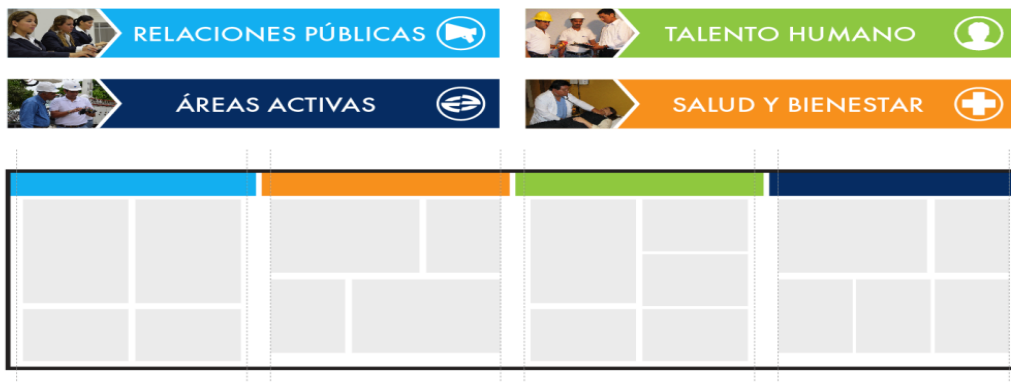 RELACIONES PÚBLICAS
TALENTO HUMANO
ÁREAS ACTIVAS
SALUD Y BIENESTAR